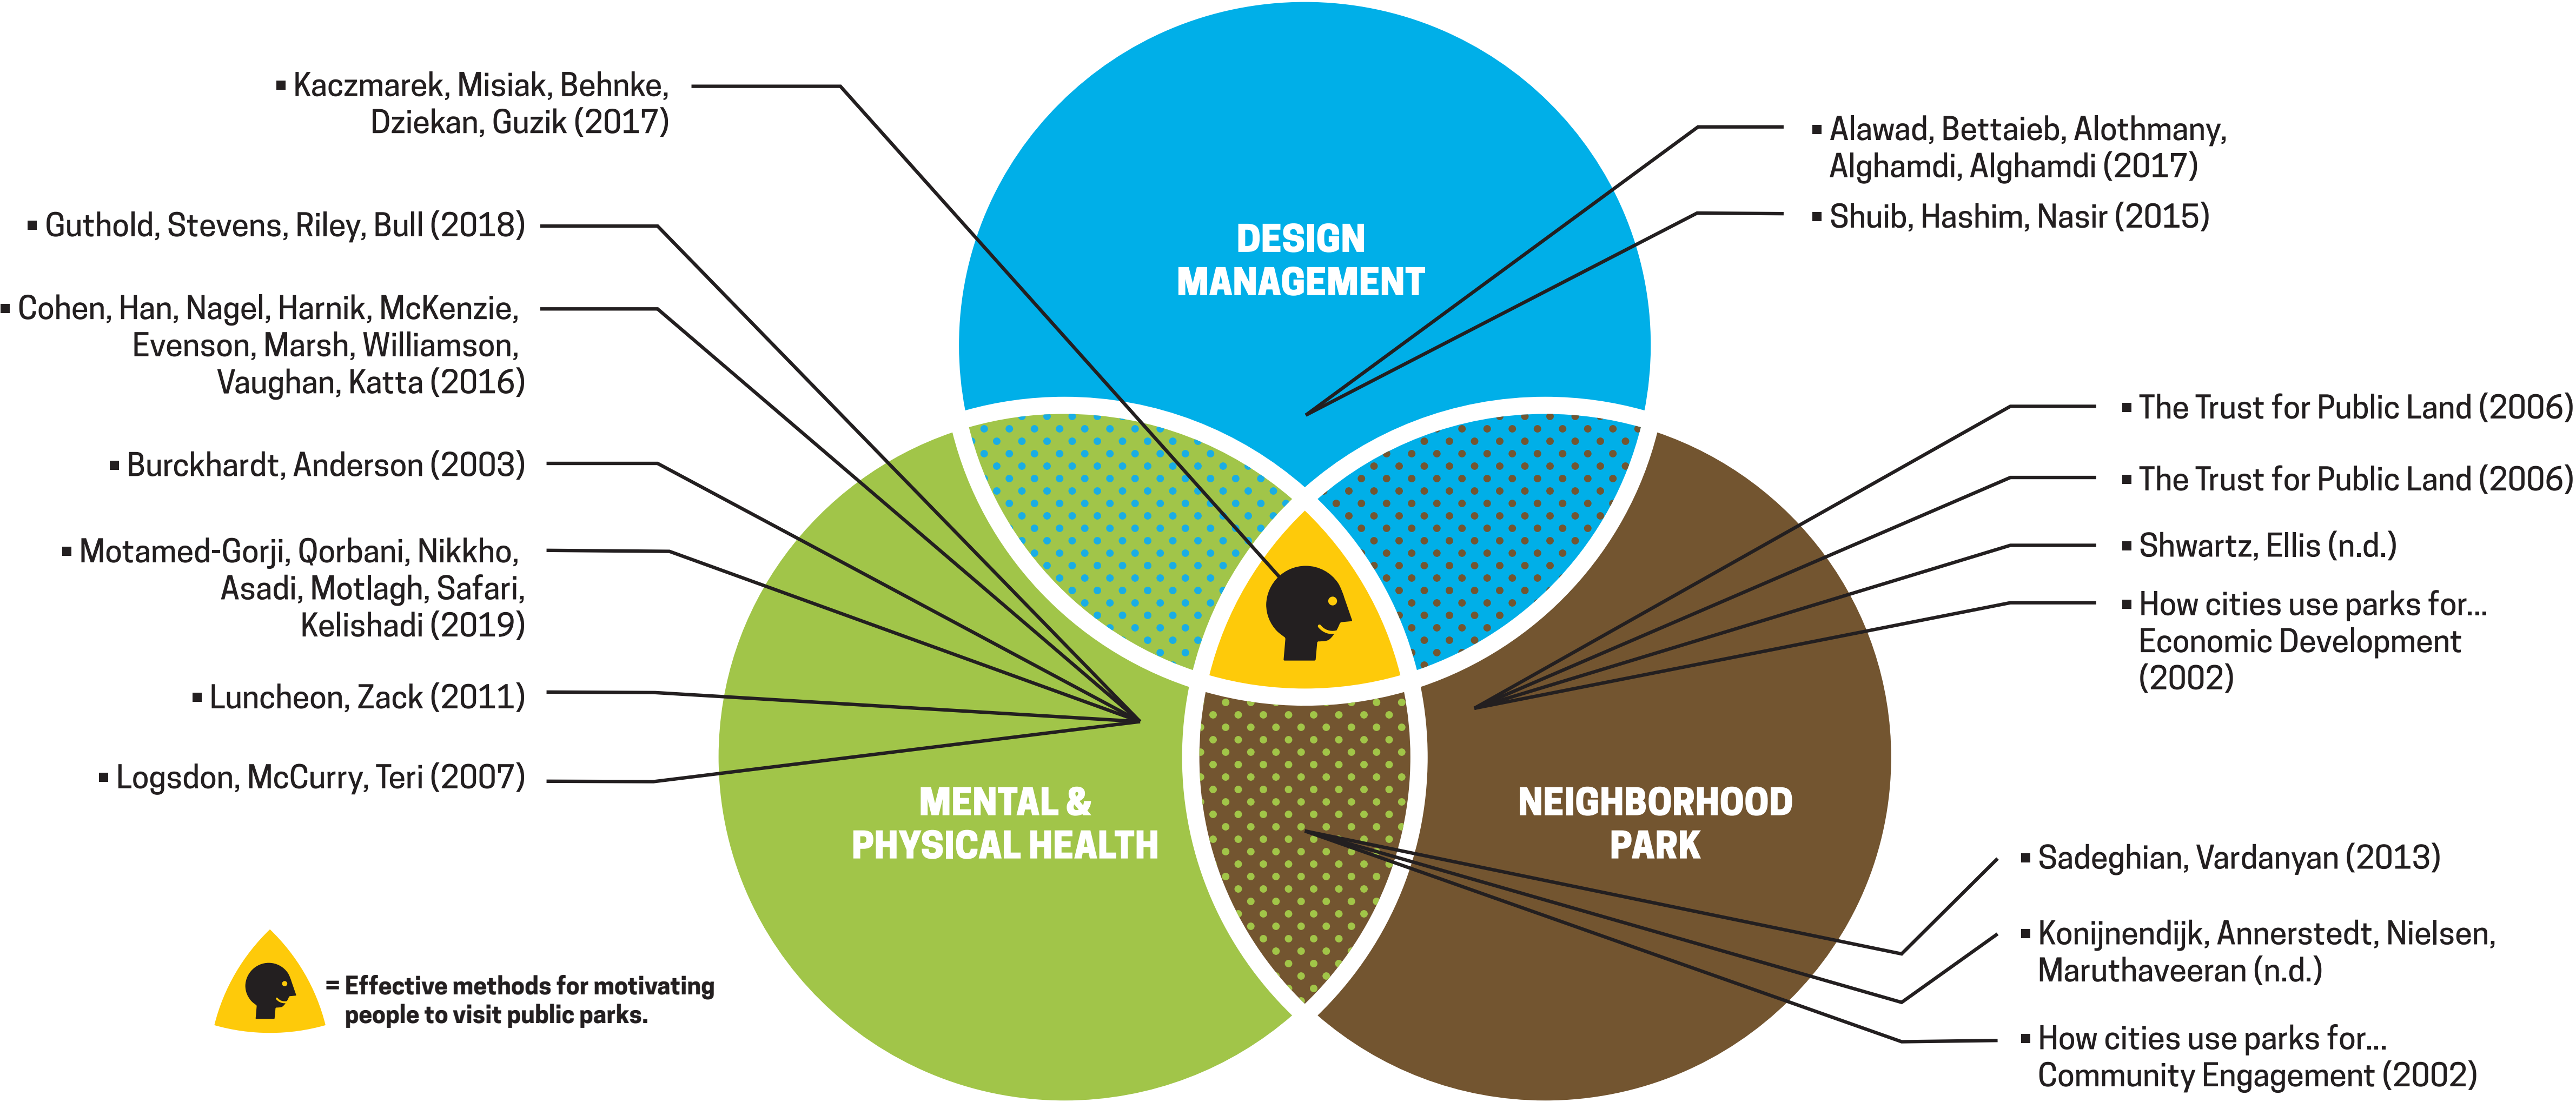 ▪ Kaczmarek, Misiak, Behnke,
Dziekan, Guzik (2017)
▪ Guthold, Stevens, Riley, Bull (2018)
▪ Cohen, Han, Nagel, Harnik, McKenzie,
Evenson, Marsh, Williamson,
Vaughan, Katta (2016)
▪ Burckhardt, Anderson (2003)
▪ Motamed-Gorji, Qorbani, Nikkho,
Asadi, Motlagh, Safari,
Kelishadi (2019)
▪ Luncheon, Zack (2011)
▪ Logsdon, McCurry, Teri (2007)
DESIGN
MANAGEMENT
MENTAL &
PHYSICAL HEALTH
NEIGHBORHOOD
PARK
▪ Alawad, Bettaieb, Alothmany,
Alghamdi, Alghamdi (2017)
▪ Shuib, Hashim, Nasir (2015)
▪ The Trust for Public Land (2006)
▪ The Trust for Public Land (2006)
▪ Shwartz, Ellis (n.d.)
▪ How cities use parks for...
Economic Development
(2002)
▪ Sadeghian, Vardanyan (2013)
▪ Konijnendijk, Annerstedt, Nielsen,
Maruthaveeran (n.d.)
▪ How cities use parks for...
Community Engagement (2002)
= Effective methods for motivating
people to visit public parks.